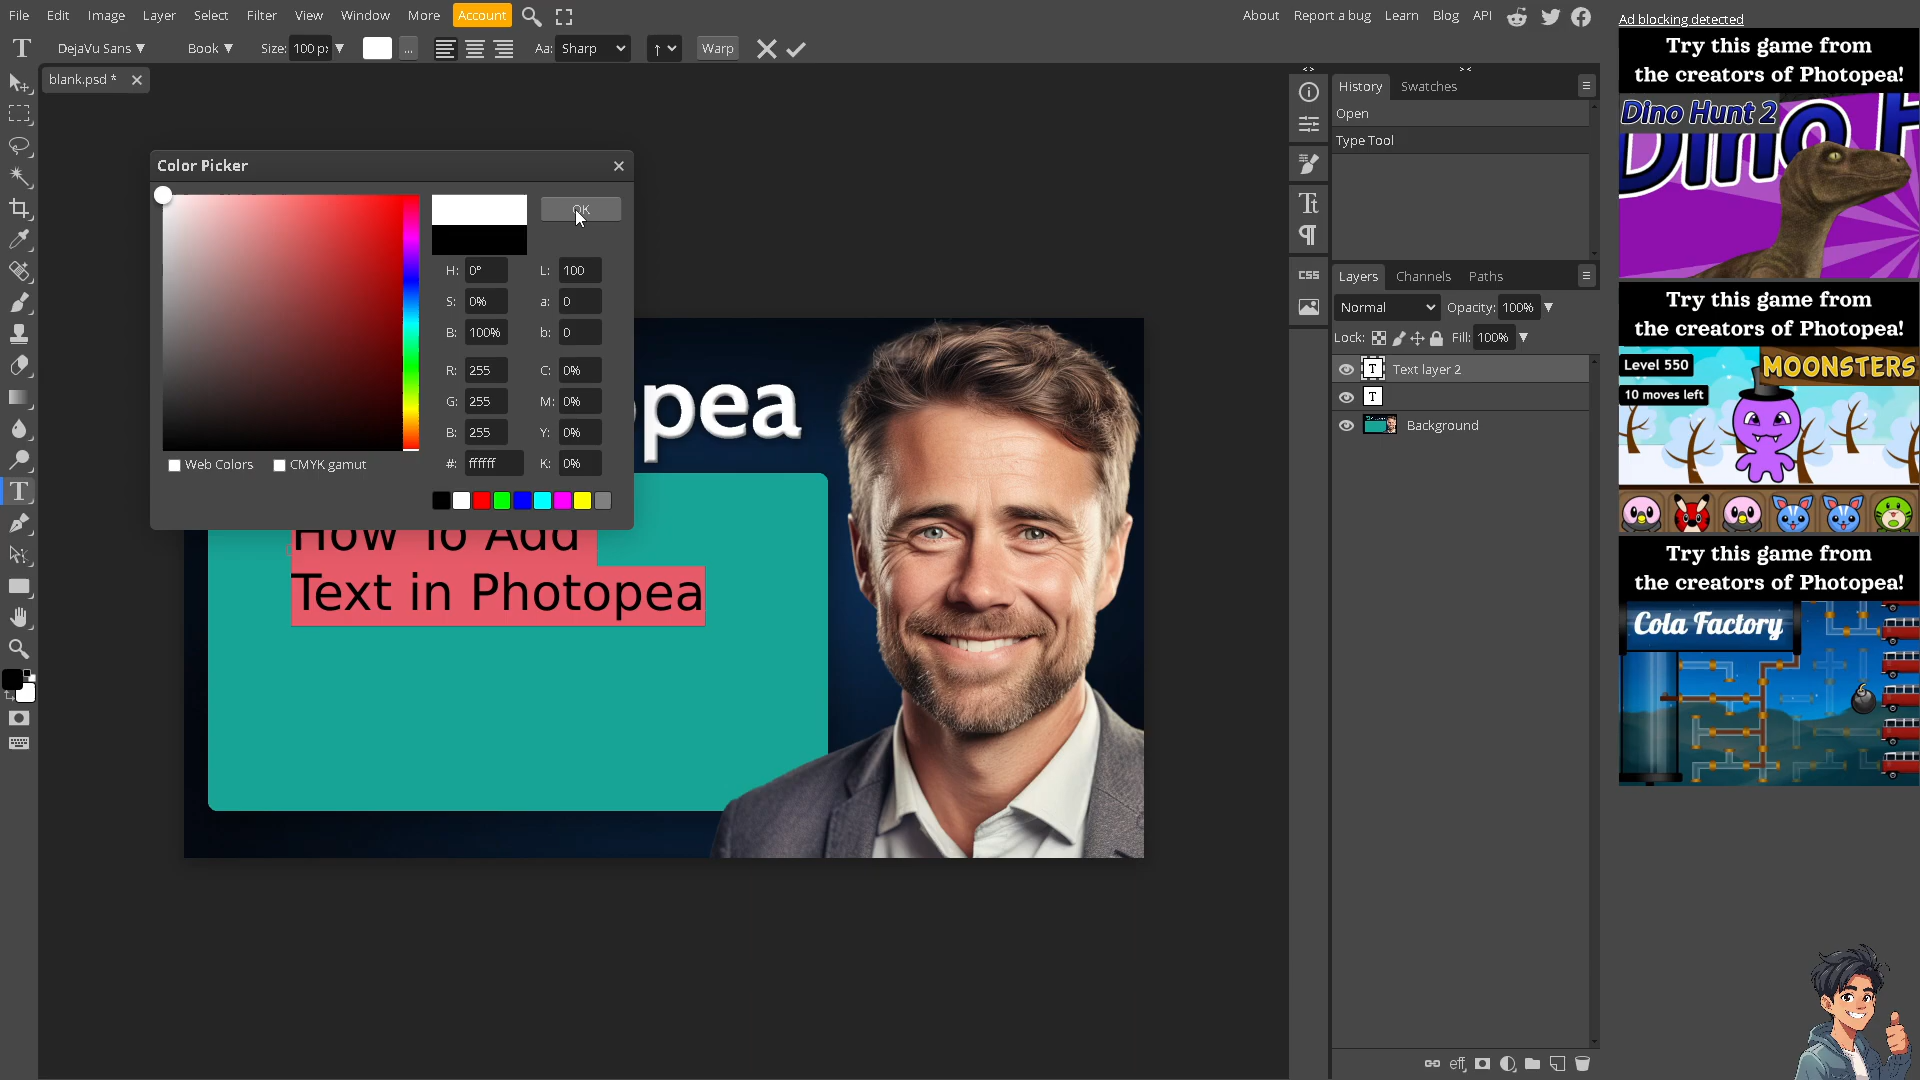 File Edit Image Layer Select Filter View Window More Account About Report a bug Learn Blog API Ad blocking detected
T DejaVu Sans Book Size: 100 px ... Aa: Sharp Warp
blank.psd *
Color Picker
OK
H: 0° L: 100
S: 0% a: 0
B: 100% b: 0
R: 255 C: 0%
G: 255 M: 0%
B: 255 Y: 0%
#: ffffff K: 0%
Web Colors CMYK gamut
opea
How To Add
Text in Photopea
History Swatches
Open
Type Tool
CSS
Layers Channels Paths
Normal Opacity: 100%
Lock: Fill: 100%
T Text layer 2
T
Background
eff
Try this game from
the creators of Photopea!
Dino Hunt 2
Try this game from
the creators of Photopea!
Level 550
MOONSTERS
10 moves left
Try this game from
the creators of Photopea!
Cola Factory